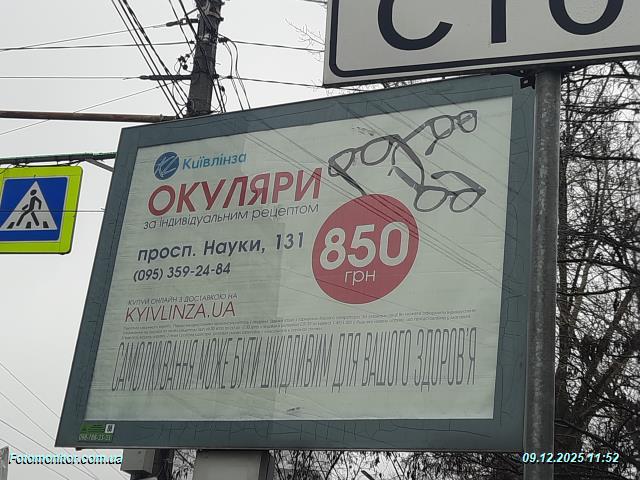 СТО
Київлінза
ОКУЛЯРИ
за індивідуальним рецептом
850
грн
просп. Науки, 131
(095) 359-24-84
КУПУЙ ОНЛАЙН З ДОСТАВКОЮ НА
KYIVLINZA.UA
САМОЛІКУВАННЯ МОЖЕ БУТИ ШКІДЛИВИМ ДЛЯ ВАШОГО ЗДОРОВ'Я
Fotomonitor.com.ua
09.12.2025 11:52